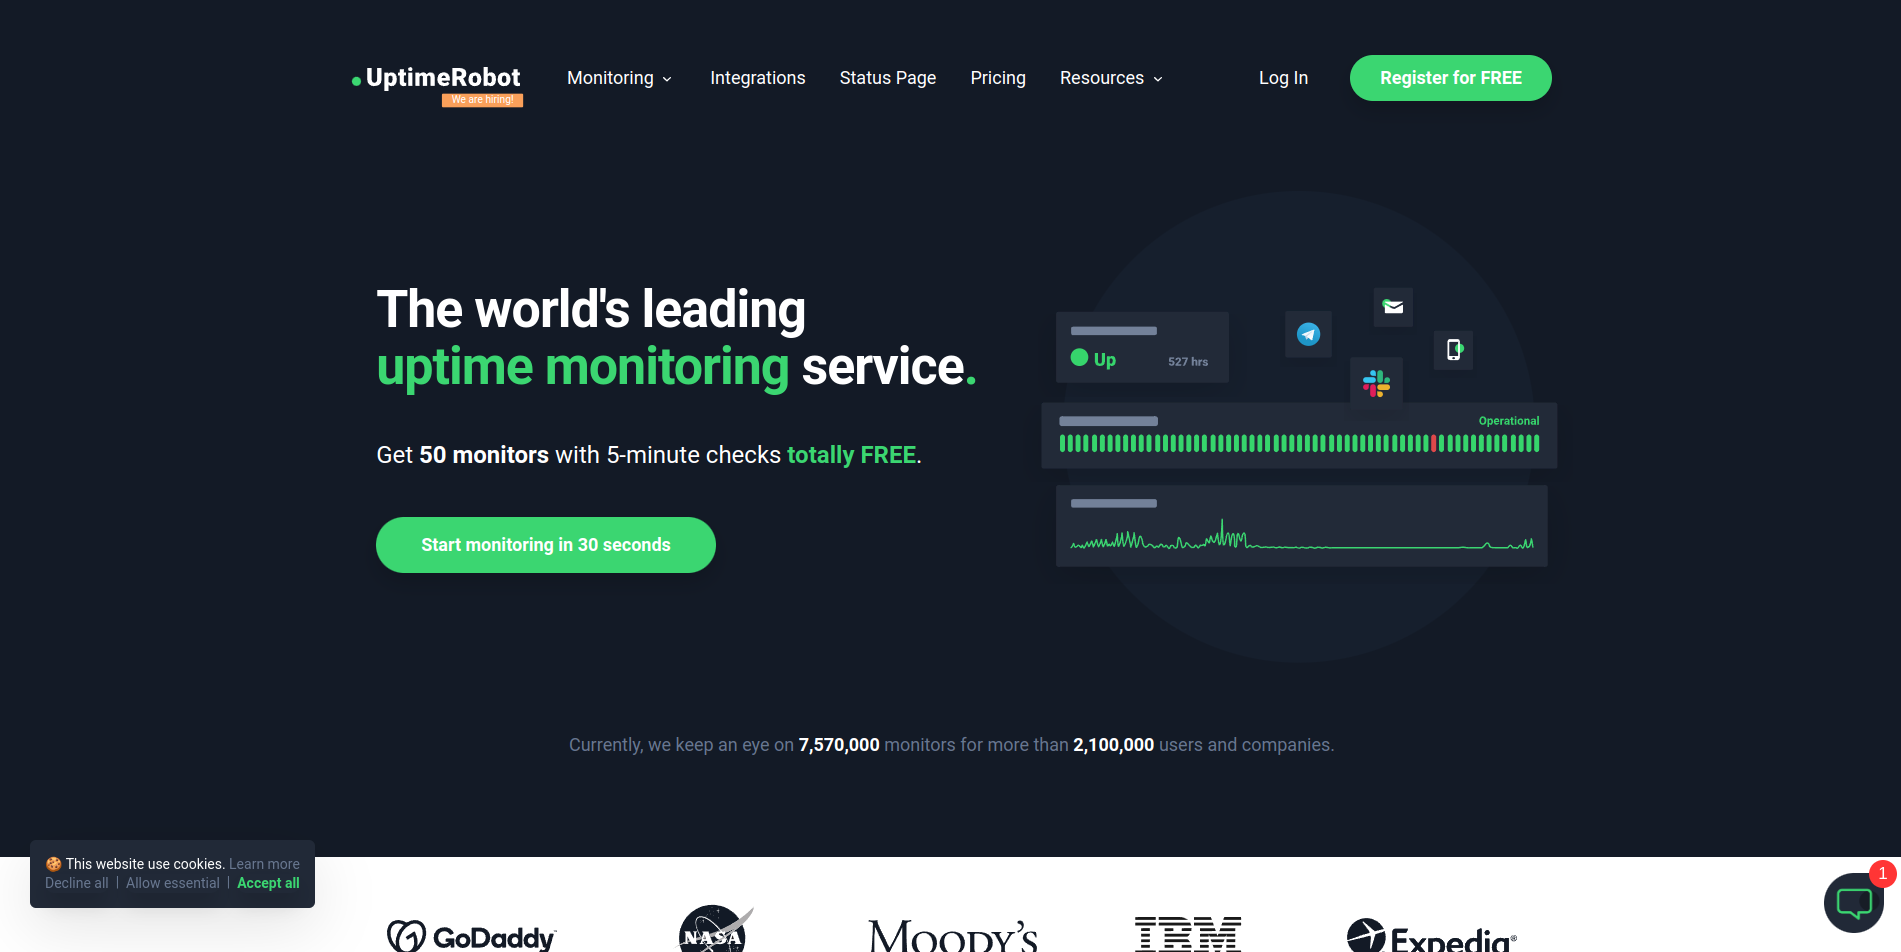 UptimeRobot
We are hiring!
Monitoring
Integrations
Status Page
Pricing
Resources
Log In
Register for FREE
The world's leading
uptime monitoring service.
Get 50 monitors with 5-minute checks totally FREE.
Start monitoring in 30 seconds
Up
527 hrs
Operational
Currently, we keep an eye on 7,570,000 monitors for more than 2,100,000 users and companies.
🍪 This website use cookies. Learn more
Decline all | Allow essential | Accept all
GoDaddy
NASA
MOODY'S
IBM
Expedia®
1